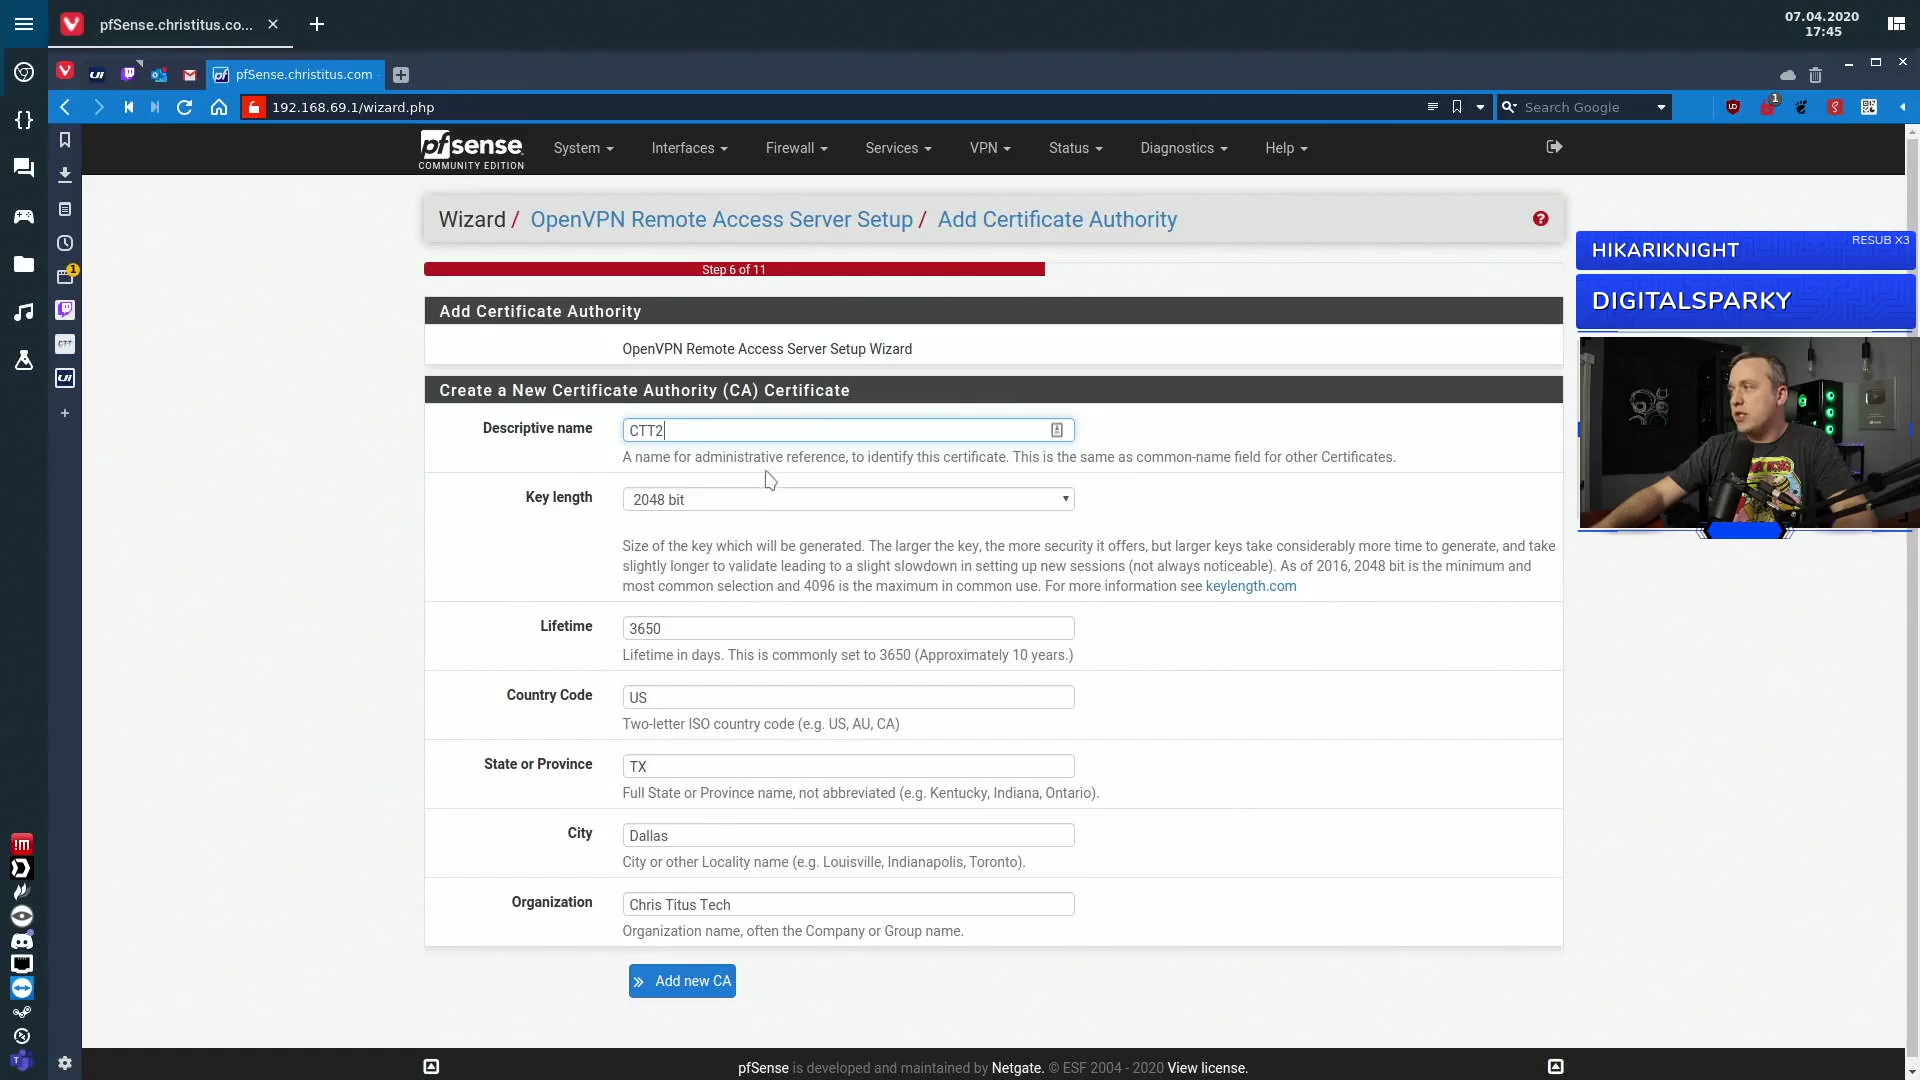 pfSense.christitus.co...
07.04.2020
17:45
pfSense.christitus.com
192.168.69.1/wizard.php
Search Google
1
pfsense
COMMUNITY EDITION
System
Interfaces
Firewall
Services
VPN
Status
Diagnostics
Help
Wizard / OpenVPN Remote Access Server Setup / Add Certificate Authority
Step 6 of 11
HIKARIKNIGHT
RESUB X3
DIGITALSPARKY
Add Certificate Authority
OpenVPN Remote Access Server Setup Wizard
Create a New Certificate Authority (CA) Certificate
Descriptive name
CTT2
A name for administrative reference, to identify this certificate. This is the same as common-name field for other Certificates.
Key length
2048 bit
Size of the key which will be generated. The larger the key, the more security it offers, but larger keys take considerably more time to generate, and take
slightly longer to validate leading to a slight slowdown in setting up new sessions (not always noticeable). As of 2016, 2048 bit is the minimum and
most common selection and 4096 is the maximum in common use. For more information see keylength.com
Lifetime
3650
Lifetime in days. This is commonly set to 3650 (Approximately 10 years.)
Country Code
US
Two-letter ISO country code (e.g. US, AU, CA)
State or Province
TX
Full State or Province name, not abbreviated (e.g. Kentucky, Indiana, Ontario).
City
Dallas
City or other Locality name (e.g. Louisville, Indianapolis, Toronto).
Organization
Chris Titus Tech
Organization name, often the Company or Group name.
Add new CA
pfSense is developed and maintained by Netgate. © ESF 2004 - 2020 View license.
1
CTT